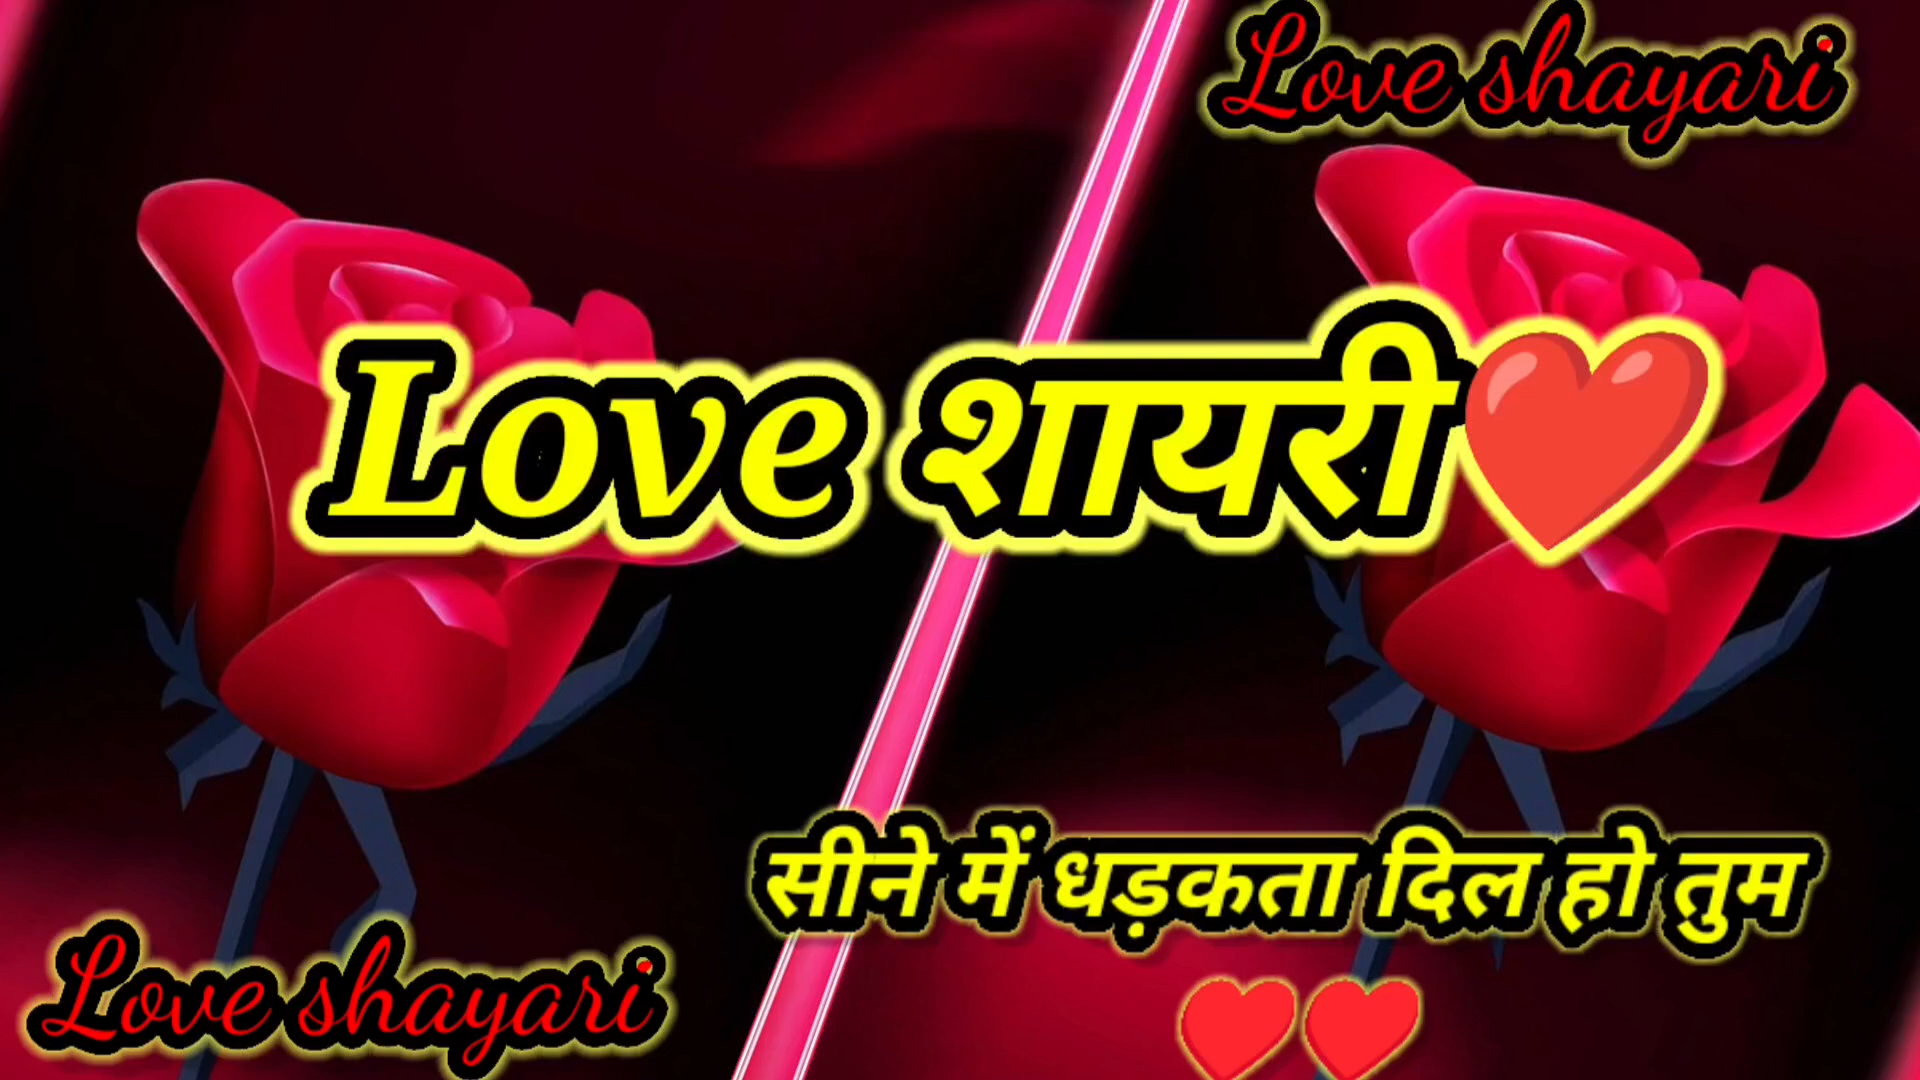 Love shayari
Love शायरी❤️
सीने में धड़कता दिल हो तुम
♥️♥️
Love shayari